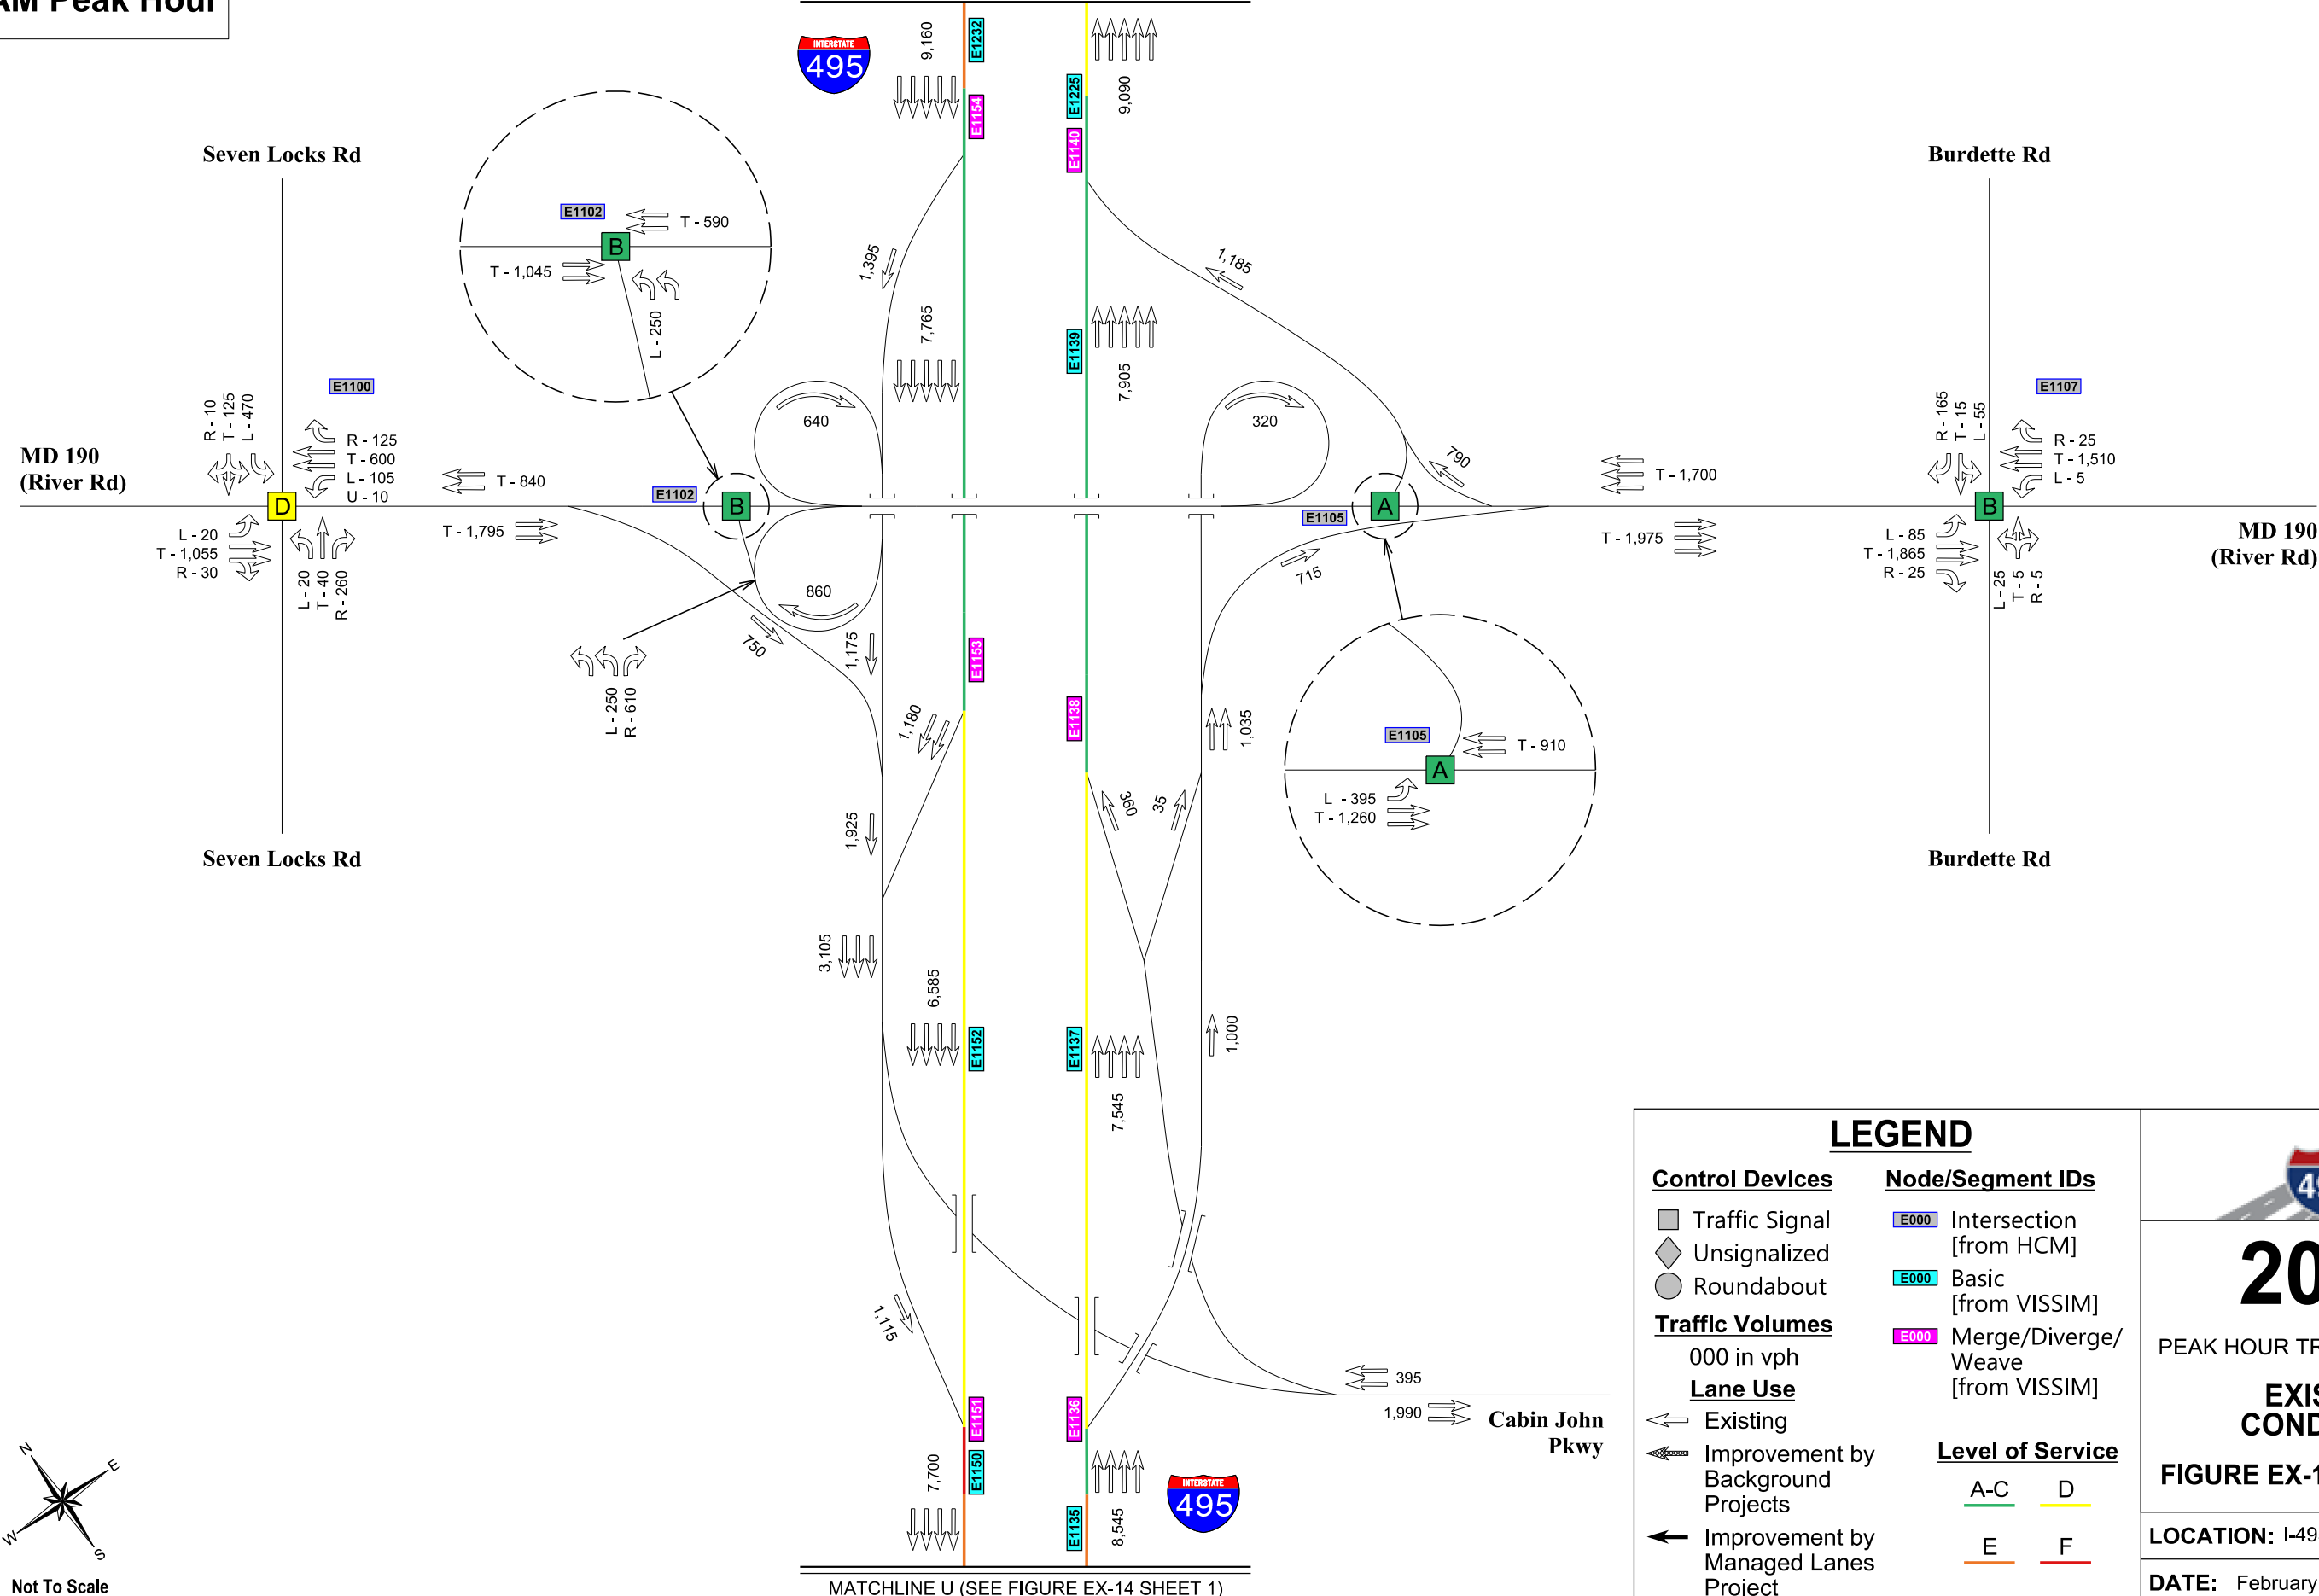 AM Peak Hour
INTERSTATE
495
9,160
E1232
E1154
E1225
E1140
9,090
Seven Locks Rd
Burdette Rd
E1102
T - 590
B
T - 1,045
L - 250
1,395
7,765
1,185
E1139
7,905
E1100
R - 10
T - 125
L - 470
R - 125
T - 600
L - 105
U - 10
MD 190
(River Rd)
D
L - 20
T - 1,055
R - 30
L - 20
T - 40
R - 260
T - 840
T - 1,795
E1102
B
640
860
750
L - 250
R - 610
320
790
E1105
A
715
T - 1,700
T - 1,975
E1107
R - 165
T - 15
L - 55
R - 25
T - 1,510
L - 5
B
L - 85
T - 1,865
R - 25
L - 25
T - 5
R - 5
MD 190
(River Rd)
1,175
E1153
1,180
E1138
1,035
E1105
T - 910
A
L - 395
T - 1,260
1,925
360
35
Seven Locks Rd
Burdette Rd
3,105
6,585
E1152
E1137
7,545
1,000
1,115
E1151
E1136
395
1,990
Cabin John
Pkwy
7,700
E1150
E1135
8,545
INTERSTATE
495
N
E
W
S
Not To Scale
MATCHLINE U (SEE FIGURE EX-14 SHEET 1)
LEGEND
Control Devices
Traffic Signal
Unsignalized
Roundabout
Traffic Volumes
000 in vph
Lane Use
Existing
Improvement by
Background
Projects
Improvement by
Managed Lanes
Project
Node/Segment IDs
E000 Intersection
[from HCM]
E000 Basic
[from VISSIM]
E000 Merge/Diverge/
Weave
[from VISSIM]
Level of Service
A-C D
E F
49
20
PEAK HOUR TR
EXIS
COND
FIGURE EX-1
LOCATION: I-49
DATE: February